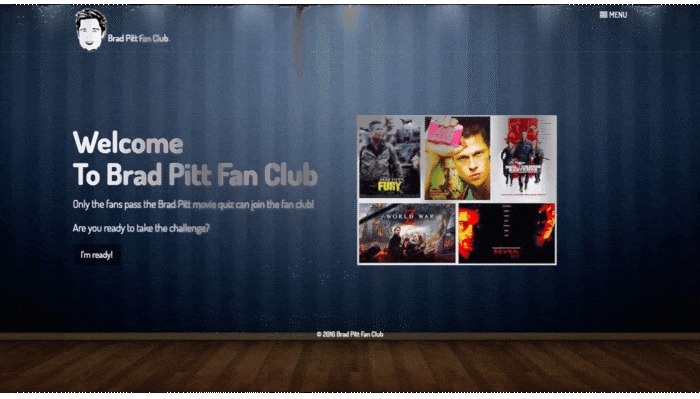 Brad Pitt Fan Club
MENU
Welcome
To Brad Pitt Fan Club
Only the fans pass the Brad Pitt movie quiz can join the fan club!
Are you ready to take the challenge?
I'm ready!
FURY
WORLD WAR
Z
SE7EN
© 2016 Brad Pitt Fan Club